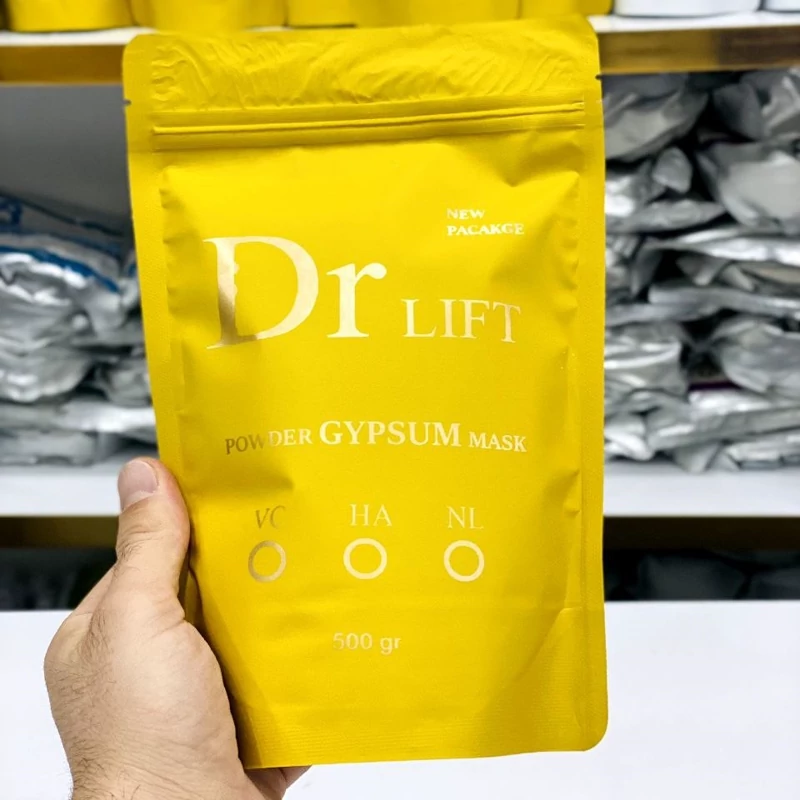 NEW
PACAKGE
Dr LIFT
POWDER GYPSUM MASK
VC HA NL
500 gr